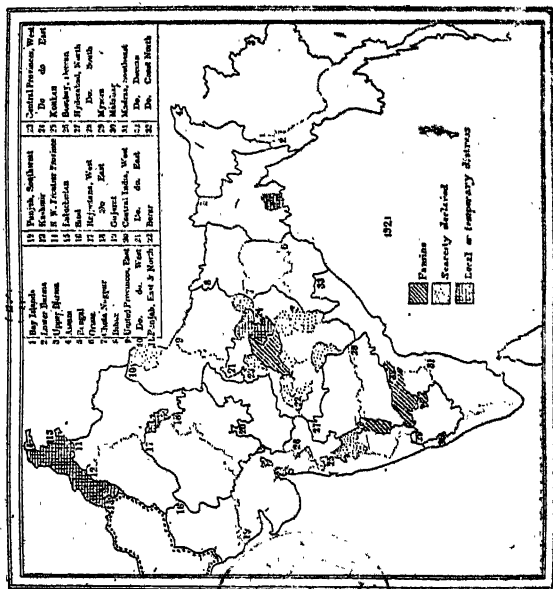 1 Bay Islands
2 Lower Burma
3 Upper Burma
4 Assam
5 Bengal
6 Orissa
7 Chota Nagpur
8 Bihar
9 United Provinces, East
10 Do. do. West
11 Punjab, East & North
12 Punjab, Southwest
13 Kashmir
14 N W. Frontier Province
15 Baluchistan
16 Sind
17 Rajputana, West
18 Do East
19 Gujarat
20 Central India, West
21 Do. do. East
22 Berar
23 Central Province, West
24 Do do East
25 Konkan
26 Bombay, Deccan
27 Hyderabad, North
28 Do. South
29 Mysore
30 Malabar
31 Madras, Southeast
32 Do. Deccan
33 Do. Coast North
1921
Famine
Scarcity declared
Local or temporary distress